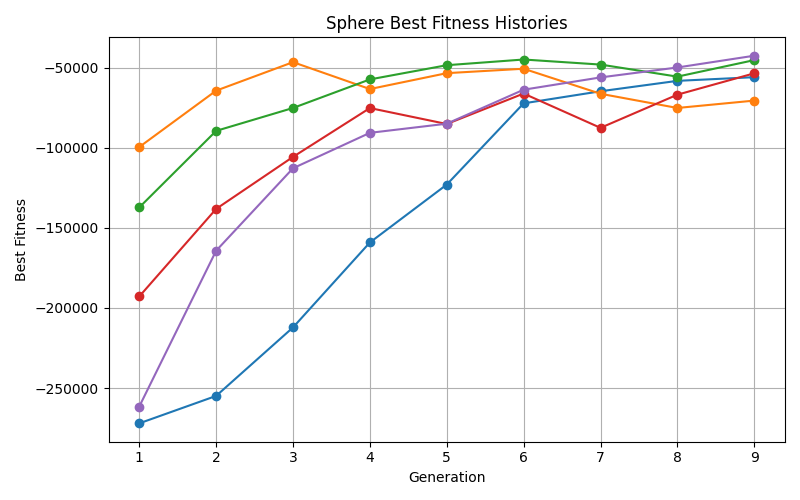 Sphere Best Fitness Histories
−50000
−100000
−150000
−200000
−250000
Best Fitness
1 2 3 4 5 6 7 8 9
Generation